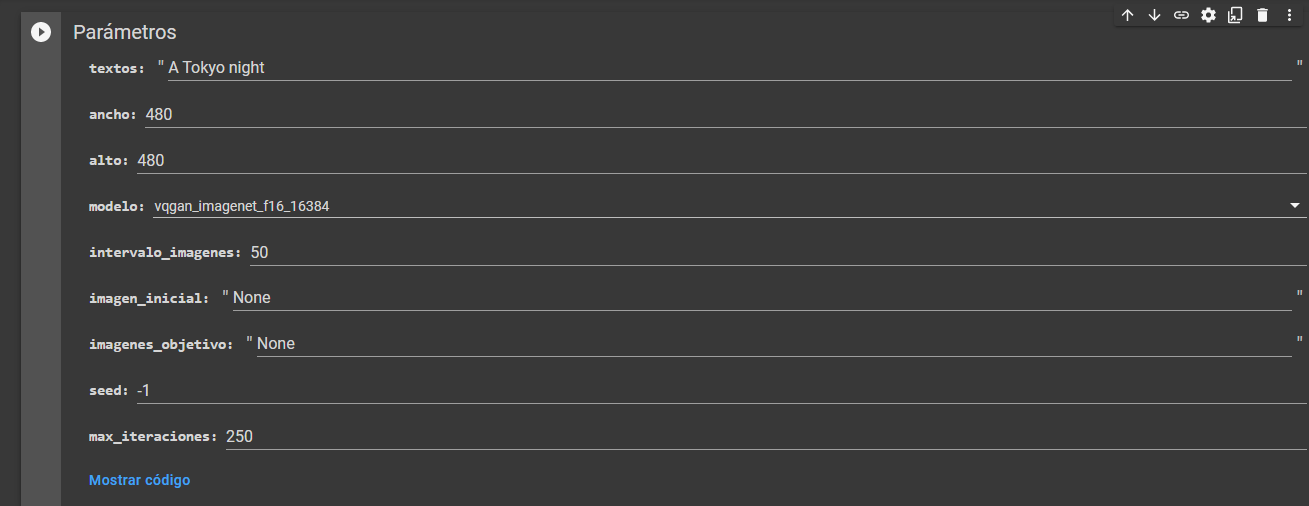 Parámetros
textos: " A Tokyo night "
ancho: 480
alto: 480
modelo: vqgan_imagenet_f16_16384
intervalo_imagenes: 50
imagen_inicial: " None "
imagenes_objetivo: " None "
seed: -1
max_iteraciones: 250
Mostrar código